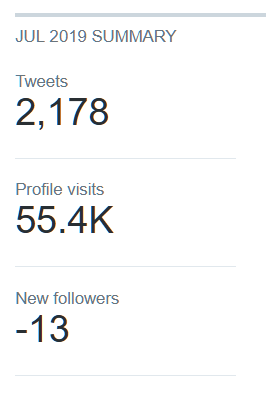 JUL 2019 SUMMARY
Tweets
2,178
Profile visits
55.4K
New followers
-13